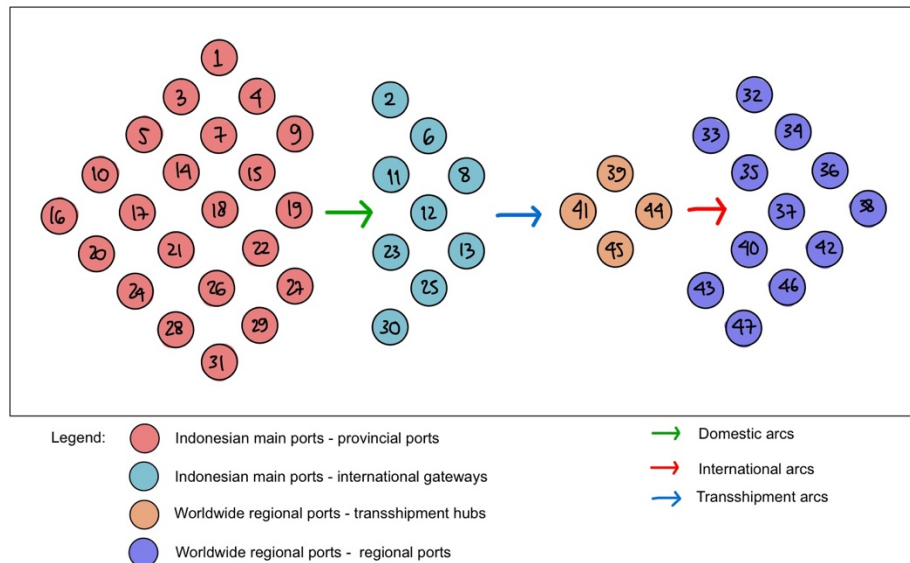 1
3 4
5 7 9
10 14 15
16 17 18 19
20 21 22
24 26 27
28 29
31
2
6
11 8
12
23 13
25
30
39
41 44
45
32
33 34
35 36
37 38
40 42
43 46
47
Legend:
Indonesian main ports - provincial ports
Indonesian main ports - international gateways
Worldwide regional ports - transshipment hubs
Worldwide regional ports - regional ports
Domestic arcs
International arcs
Transshipment arcs